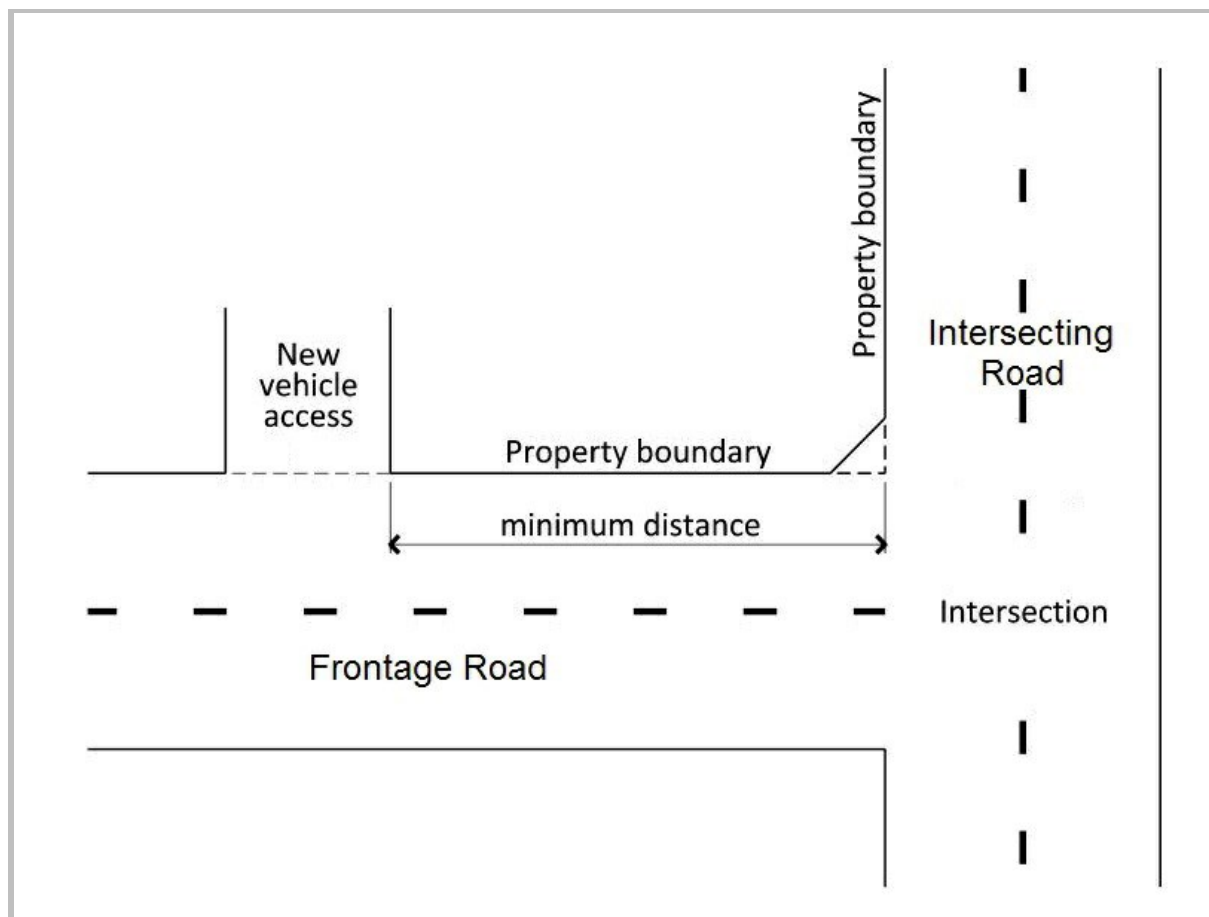 Property boundary
Intersecting
Road
New
vehicle
access
Property boundary
minimum distance
Intersection
Frontage Road